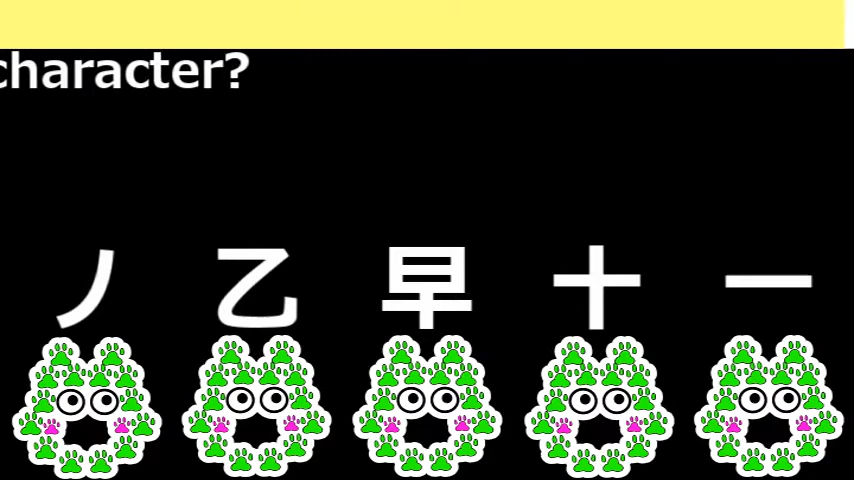 character?
ノ 乙 早 十 一